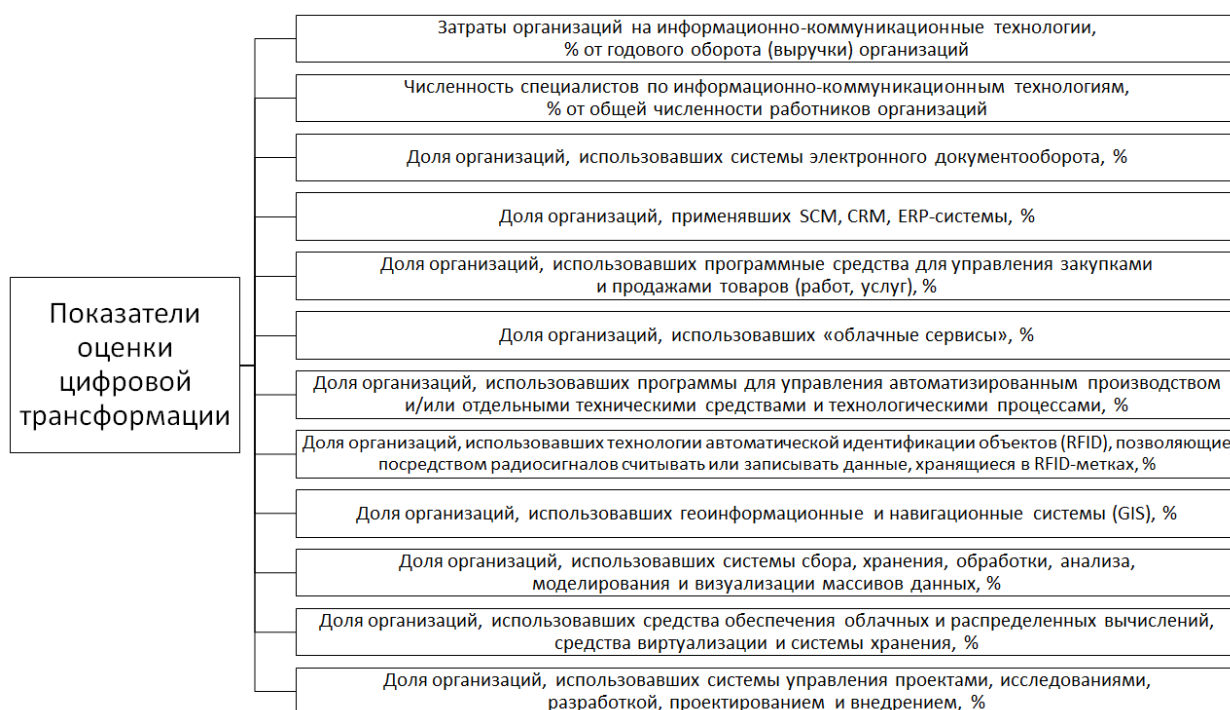 Показатели
оценки
цифровой
трансформации
Затраты организаций на информационно-коммуникационные технологии,
% от годового оборота (выручки) организаций
Численность специалистов по информационно-коммуникационным технологиям,
% от общей численности работников организаций
Доля организаций, использовавших системы электронного документооборота, %
Доля организаций, применявших SCM, CRM, ERP-системы, %
Доля организаций, использовавших программные средства для управления закупками
и продажами товаров (работ, услуг), %
Доля организаций, использовавших «облачные сервисы», %
Доля организаций, использовавших программы для управления автоматизированным производством
и/или отдельными техническими средствами и технологическими процессами, %
Доля организаций, использовавших технологии автоматической идентификации объектов (RFID), позволяющие
посредством радиосигналов считывать или записывать данные, хранящиеся в RFID-метках, %
Доля организаций, использовавших геоинформационные и навигационные системы (GIS), %
Доля организаций, использовавших системы сбора, хранения, обработки, анализа,
моделирования и визуализации массивов данных, %
Доля организаций, использовавших средства обеспечения облачных и распределенных вычислений,
средства виртуализации и системы хранения, %
Доля организаций, использовавших системы управления проектами, исследованиями,
разработкой, проектированием и внедрением, %